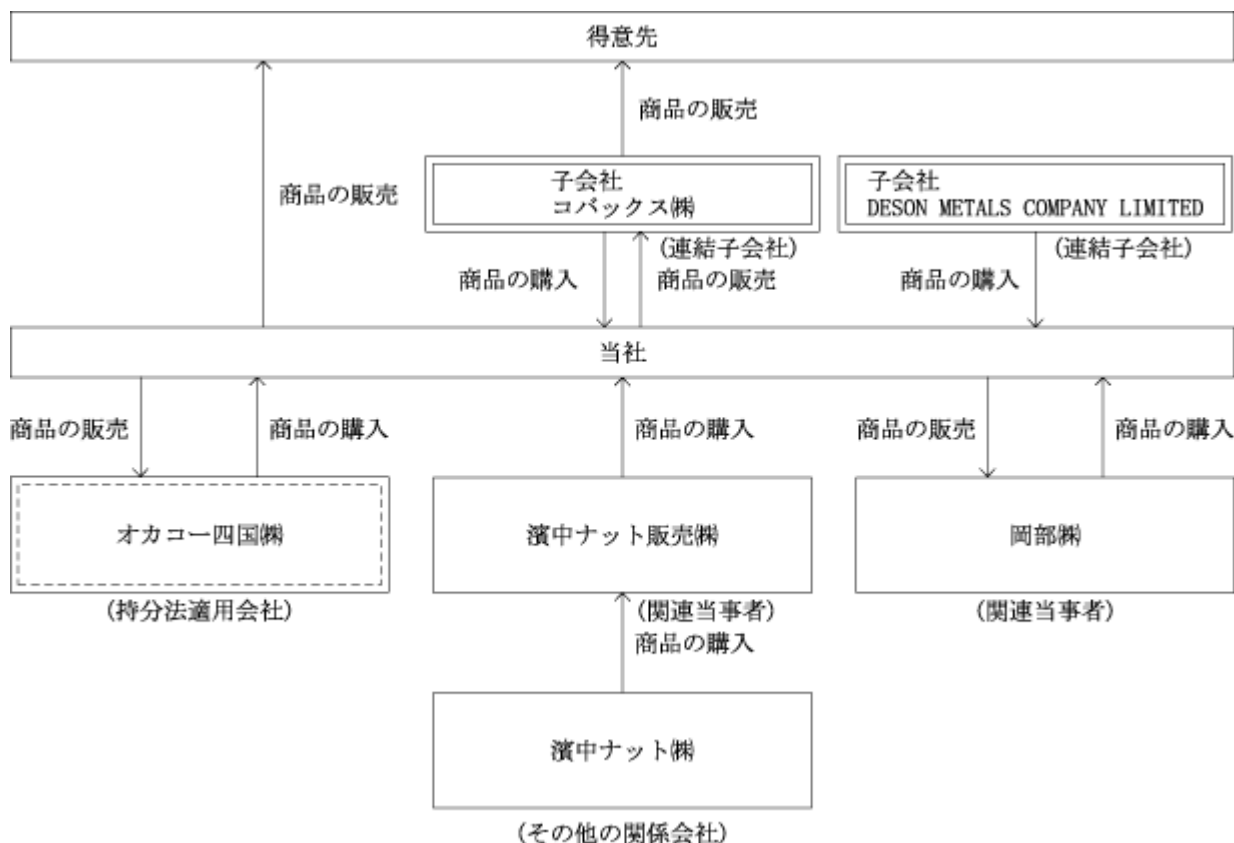 得意先
商品の販売
商品の販売
子会社
コバックス㈱
(連結子会社)
子会社
DESON METALS COMPANY LIMITED
(連結子会社)
商品の購入
商品の販売
商品の購入
当社
商品の販売
商品の購入
商品の購入
商品の販売
商品の購入
オカコー四国㈱
(持分法適用会社)
濱中ナット販売㈱
(関連当事者)
岡部㈱
(関連当事者)
商品の購入
濱中ナット㈱
(その他の関係会社)